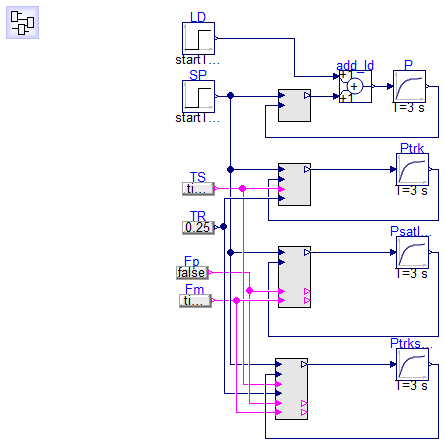 LD
startT...
add_ld
+1
+1
P
T=3 s
SP
startT...
Ptrk
T=3 s
TS
ti...
TR
0.25
Psatl...
T=3 s
Fp
false
Fm
ti...
Ptrks...
T=3 s